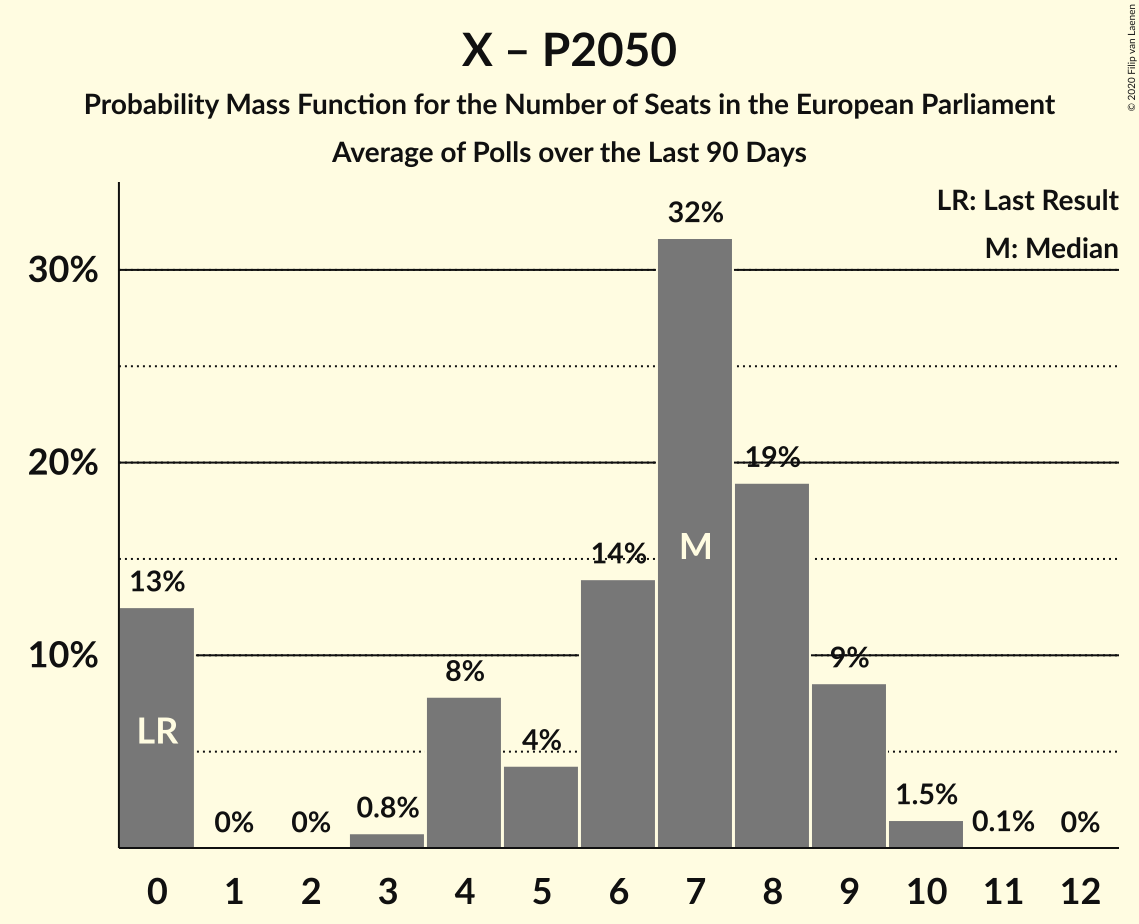 X – P2050
Probability Mass Function for the Number of Seats in the European Parliament
Average of Polls over the Last 90 Days
© 2020 Filip van Laenen
LR: Last Result
M: Median
32%
30%
20%
19%
14%
M
13%
10%
9%
8%
LR
4%
1.5%
0.8%
0%
0%
0.1%
0%
0 1 2 3 4 5 6 7 8 9 10 11 12